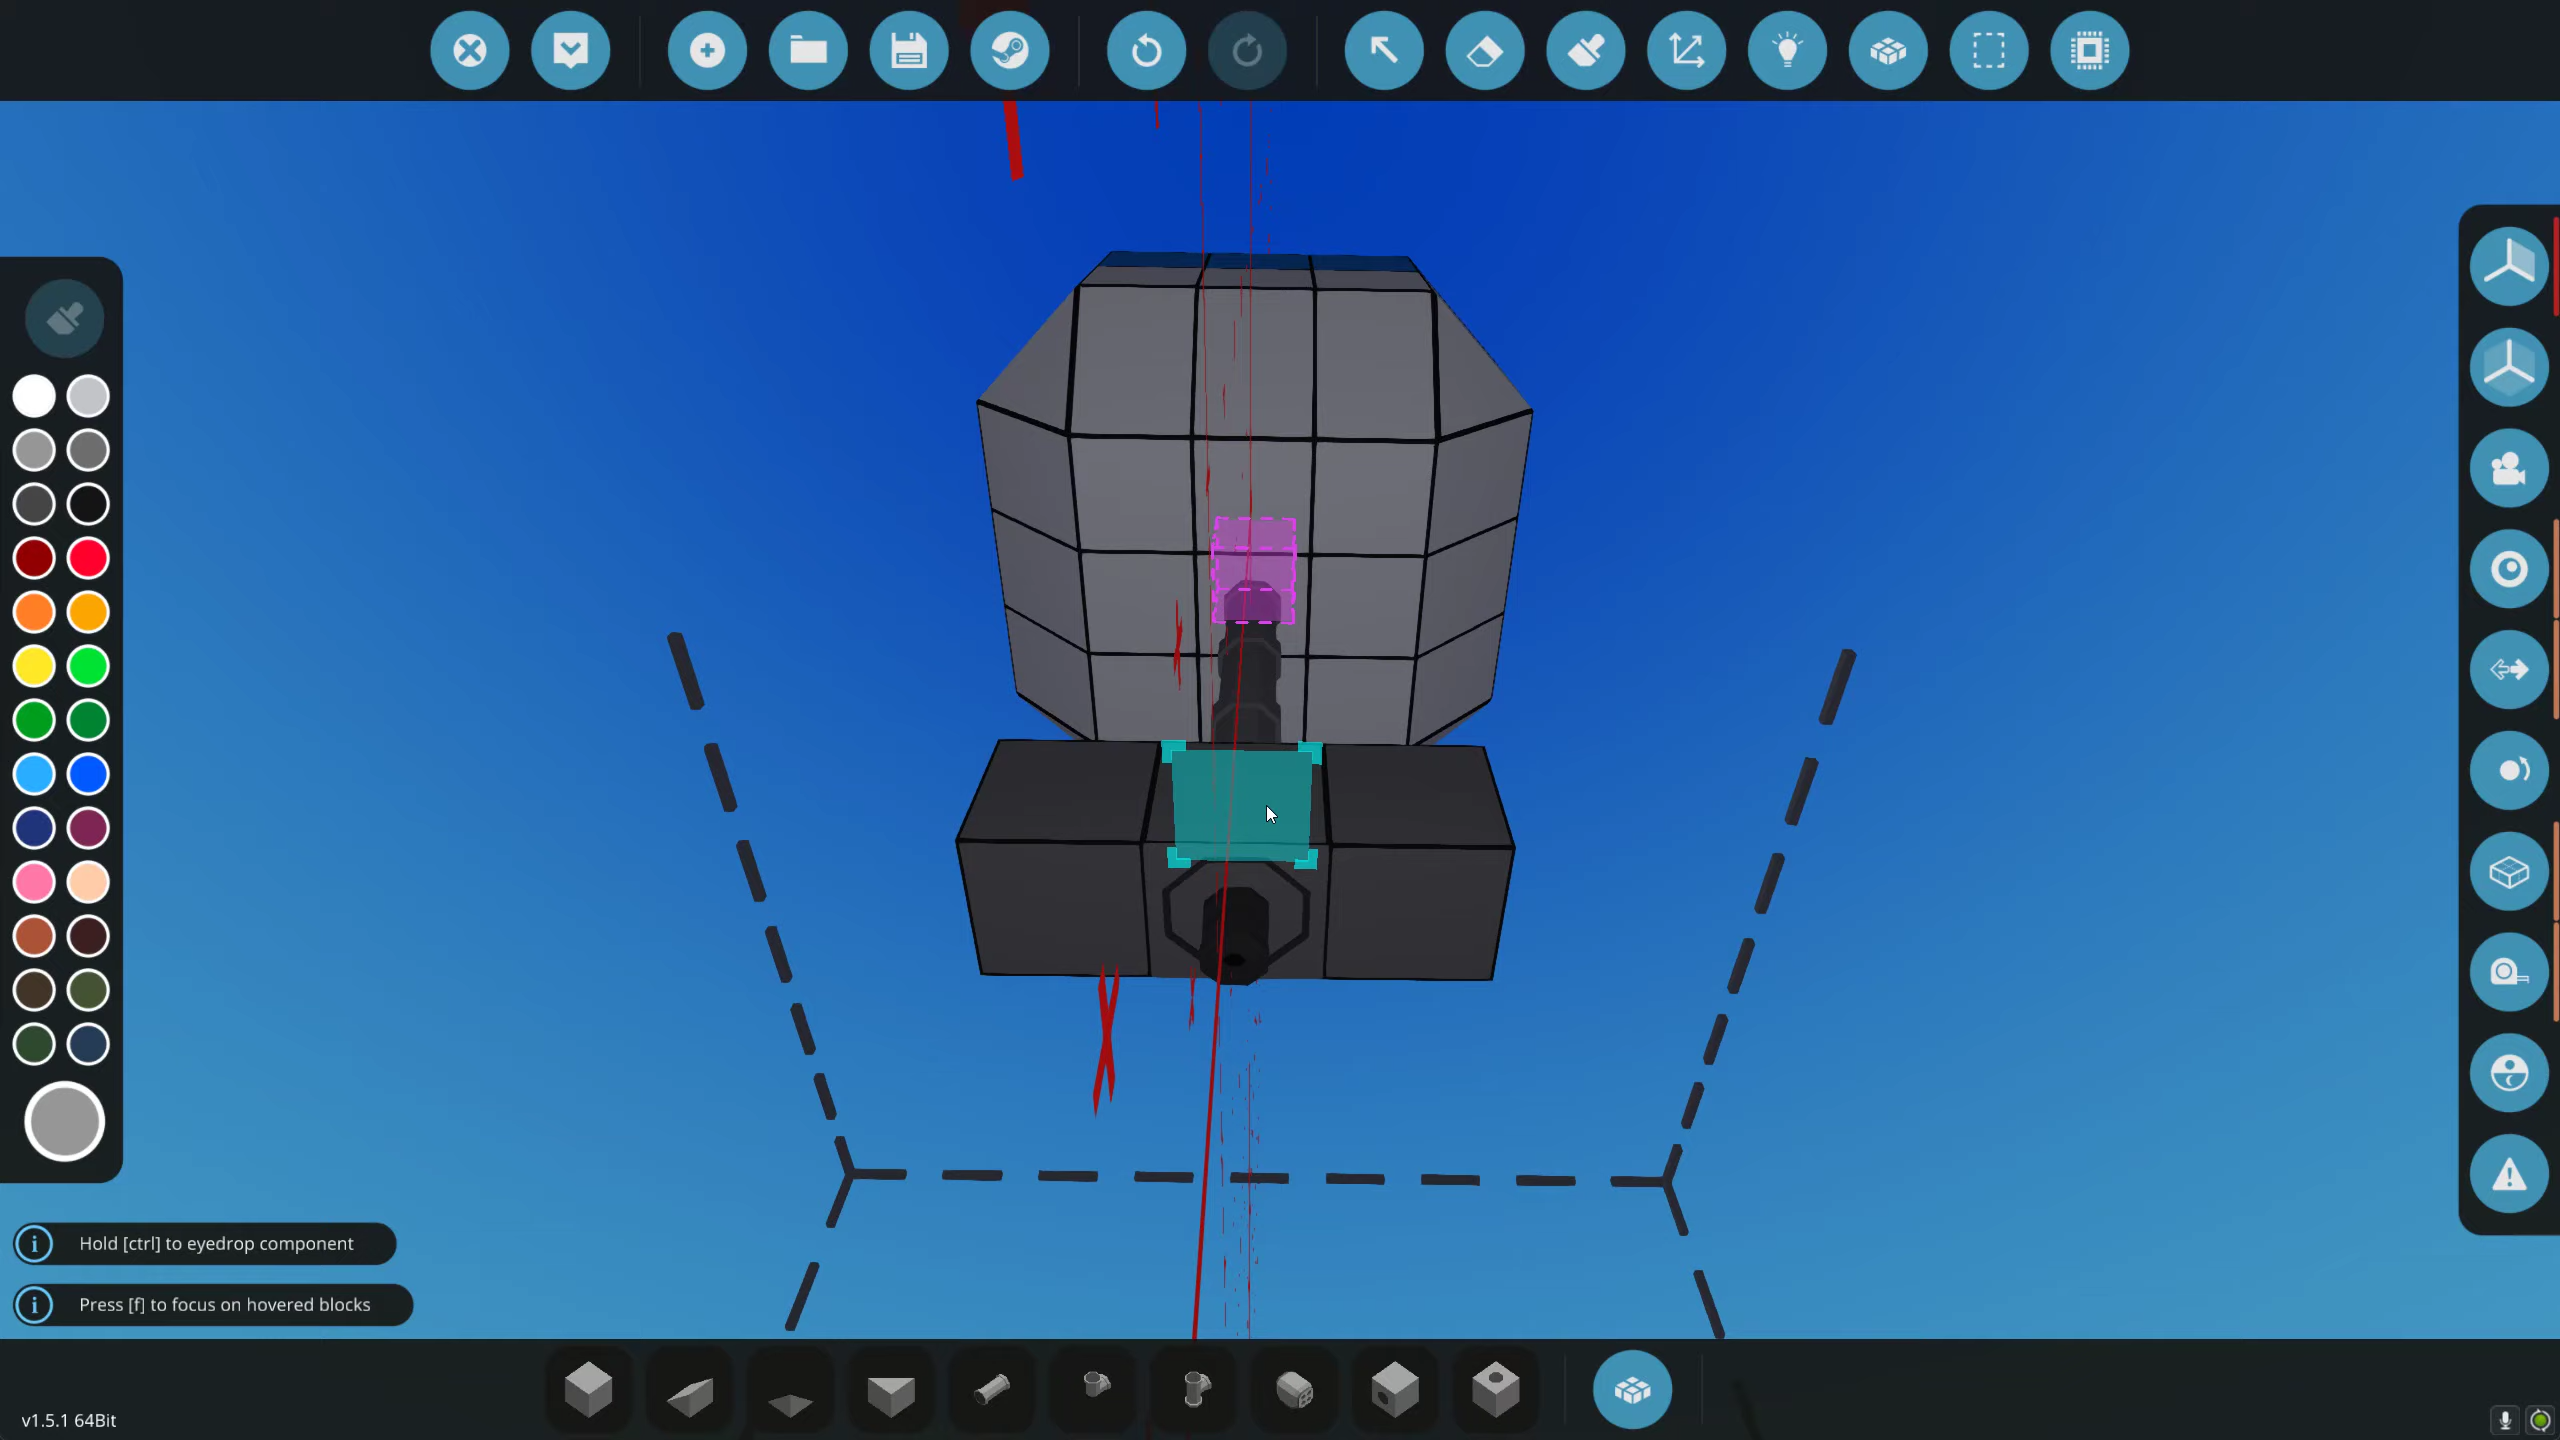 Hold [ctrl] to eyedrop component
Press [f] to focus on hovered blocks
v1.5.1 64Bit